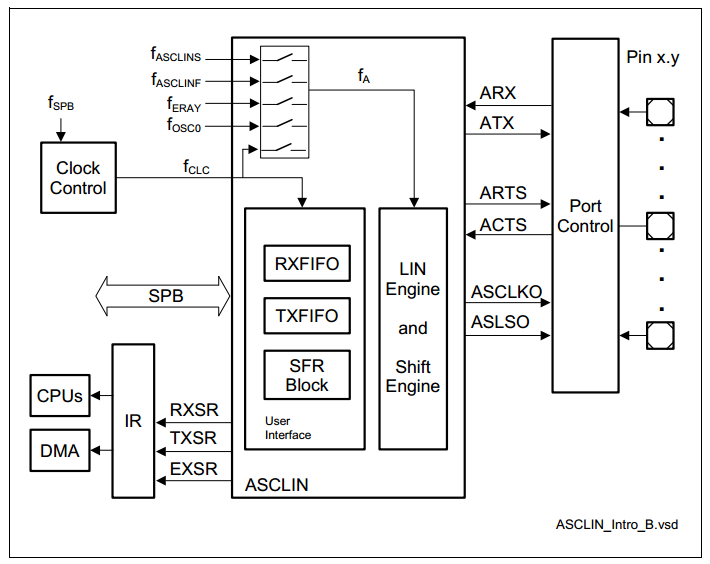 fASCLINS
fASCLINF
fERAY
fOSC0
fCLC
fA
fSPB
Clock
Control
SPB
RXFIFO
TXFIFO
SFR
Block
User
Interface
LIN
Engine
and
Shift
Engine
ASCLIN
CPUs
DMA
IR
RXSR
TXSR
EXSR
ARX
ATX
ARTS
ACTS
ASCLKO
ASLSO
Port
Control
Pin x.y
ASCLIN_Intro_B.vsd